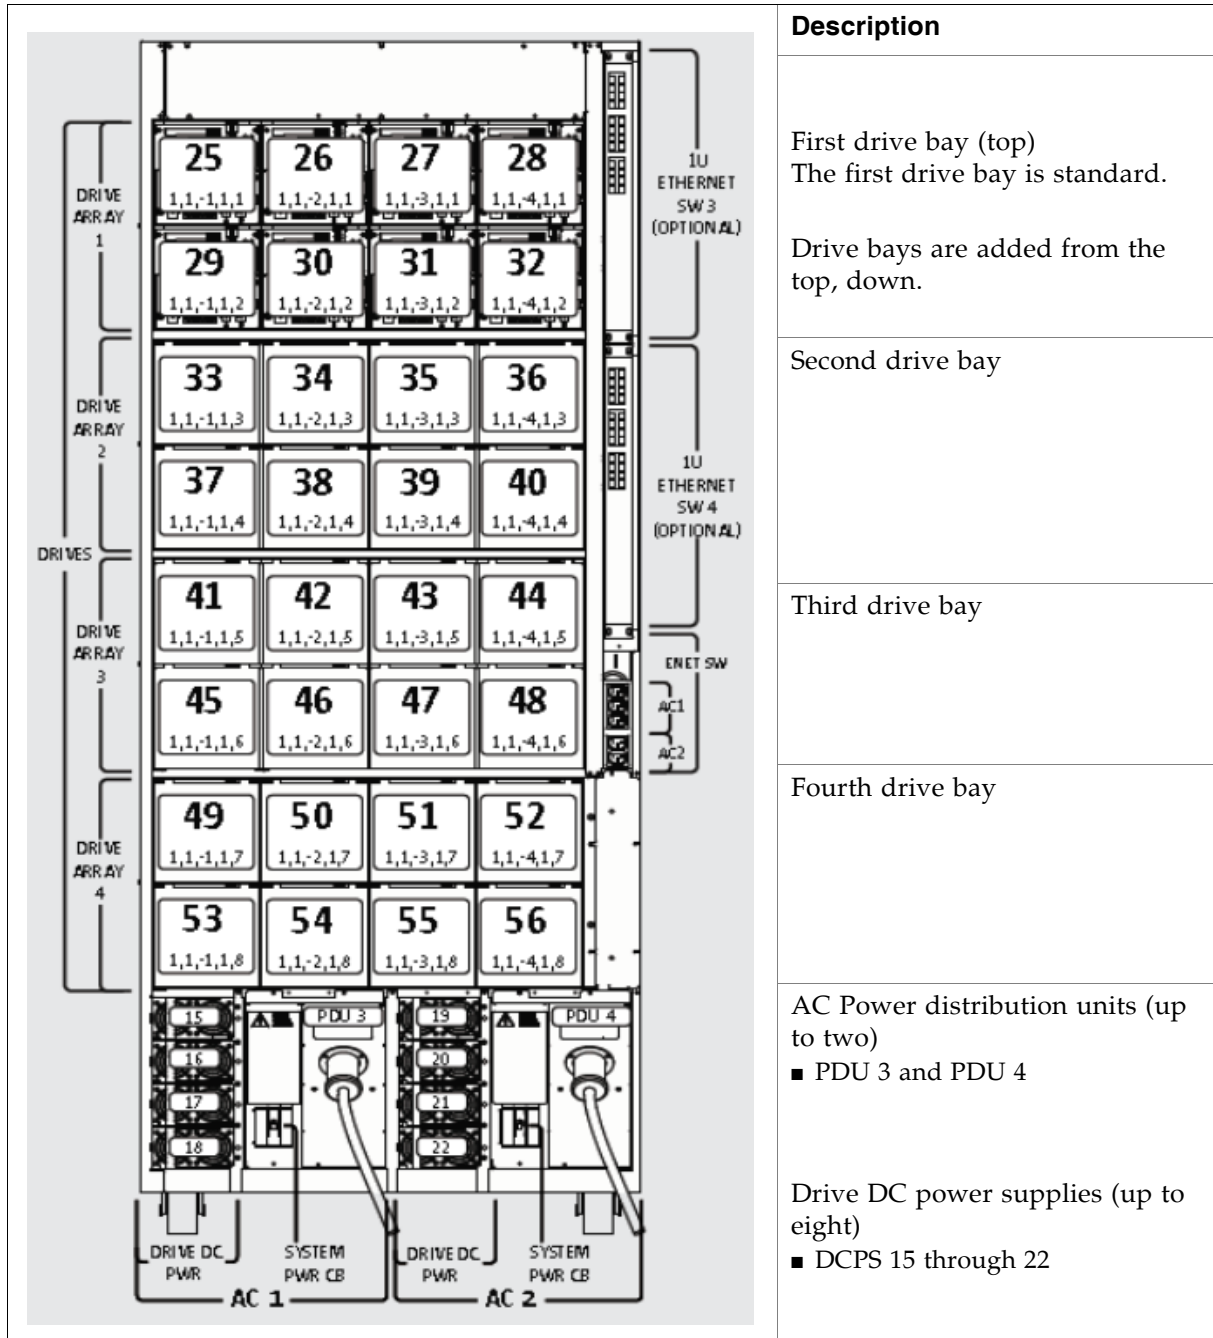 Description
First drive bay (top)
The first drive bay is standard.
Drive bays are added from the
top, down.
Second drive bay
Third drive bay
Fourth drive bay
AC Power distribution units (up
to two)
■ PDU 3 and PDU 4
Drive DC power supplies (up to
eight)
■ DCPS 15 through 22
DRIVES
DRIVE
ARRAY
1
25 26 27 28
1,1,-1,1,1 1,1,-2,1,1 1,1,-3,1,1 1,1,-4,1,1
29 30 31 32
1,1,-1,1,2 1,1,-2,1,2 1,1,-3,1,2 1,1,-4,1,2
DRIVE
ARRAY
2
33 34 35 36
1,1,-1,1,3 1,1,-2,1,3 1,1,-3,1,3 1,1,-4,1,3
37 38 39 40
1,1,-1,1,4 1,1,-2,1,4 1,1,-3,1,4 1,1,-4,1,4
DRIVE
ARRAY
3
41 42 43 44
1,1,-1,1,5 1,1,-2,1,5 1,1,-3,1,5 1,1,-4,1,5
45 46 47 48
1,1,-1,1,6 1,1,-2,1,6 1,1,-3,1,6 1,1,-4,1,6
DRIVE
ARRAY
4
49 50 51 52
1,1,-1,1,7 1,1,-2,1,7 1,1,-3,1,7 1,1,-4,1,7
53 54 55 56
1,1,-1,1,8 1,1,-2,1,8 1,1,-3,1,8 1,1,-4,1,8
1U
ETHERNET
SW 3
(OPTIONAL)
1U
ETHERNET
SW 4
(OPTIONAL)
ENET SW
AC1
AC2
15 PDU 3 19 PDU 4
16 20
17 21
18 22
DRIVE DC
PWR
SYSTEM
PWR CB
DRIVE DC
PWR
SYSTEM
PWR CB
AC 1 AC 2